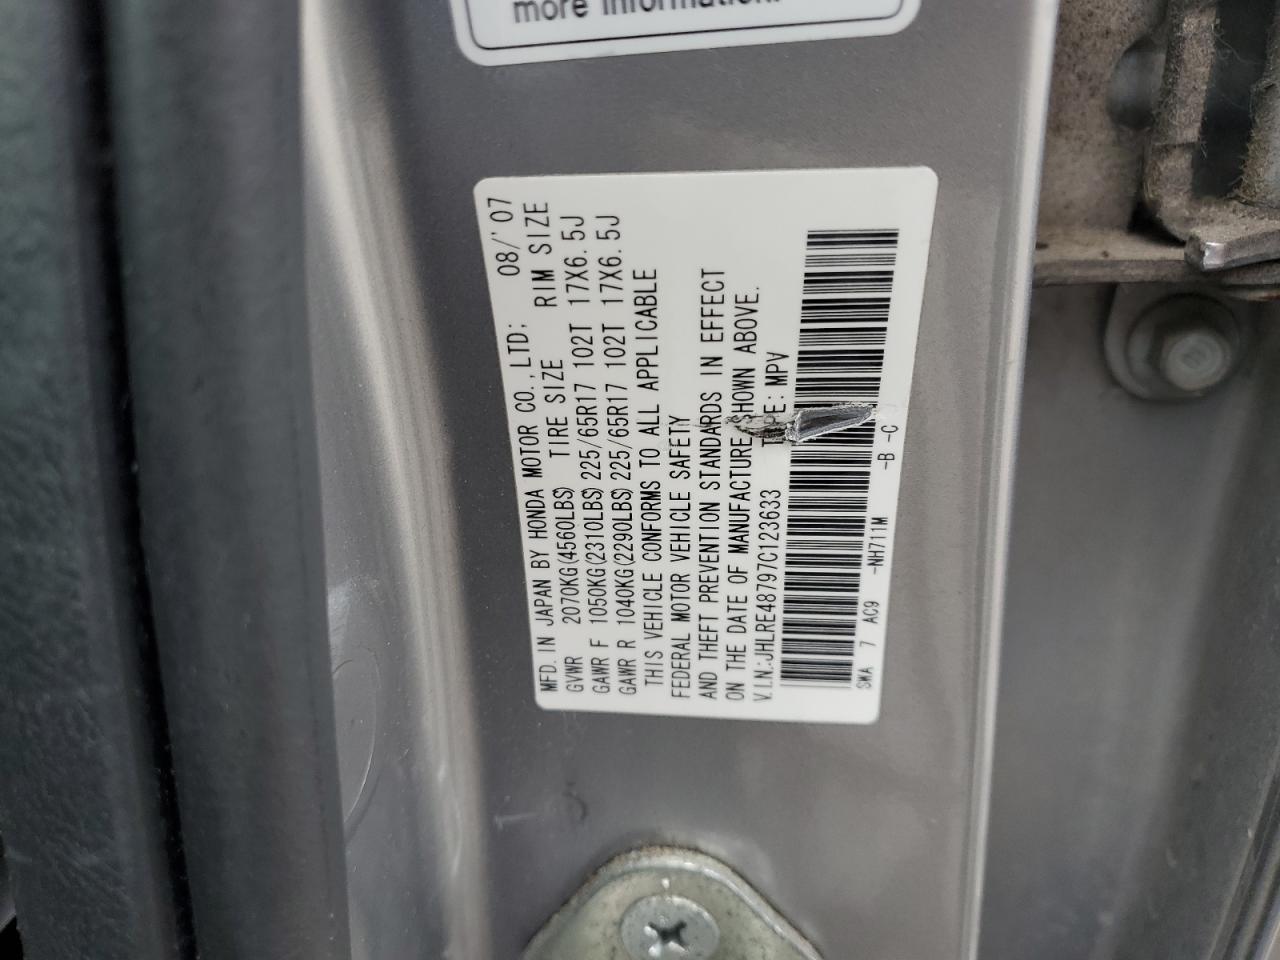 more information.
MFD. IN JAPAN BY HONDA MOTOR CO., LTD; 08/'07
GVWR 2070KG(4560LBS) TIRE SIZE RIM SIZE
GAWR F 1050KG(2310LBS) 225/65R17 102T 17X6.5J
GAWR R 1040KG(2290LBS) 225/65R17 102T 17X6.5J
THIS VEHICLE CONFORMS TO ALL APPLICABLE
FEDERAL MOTOR VEHICLE SAFETY
AND THEFT PREVENTION STANDARDS IN EFFECT
ON THE DATE OF MANUFACTURE SHOWN ABOVE.
V.I.N.:JHLRE48797C123633 TYPE: MPV
SWA 7 AC9 -NH711M -B -C